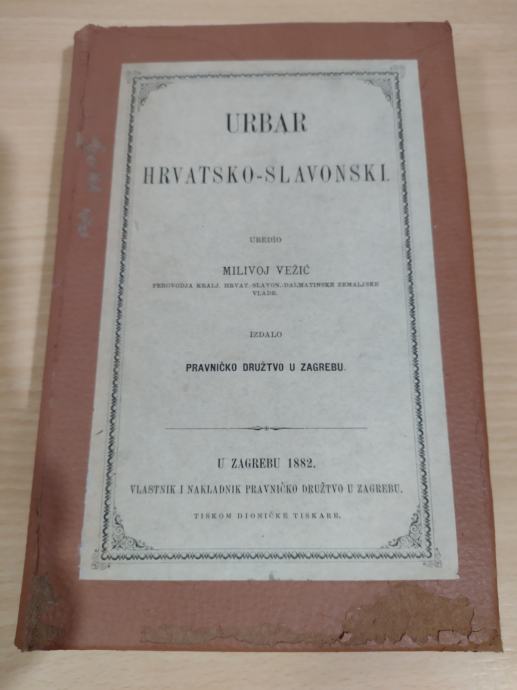 URBAR
HRVATSKO-SLAVONSKI.
UREDIO
MILIVOJ VEŽIĆ
PEROVODJA KRALJ. HRVAT.-SLAVON.-DALMATINSKE ZEMALJSKE
VLADE.
IZDALO
PRAVNIČKO DRUŽTVO U ZAGREBU.
U ZAGREBU 1882.
VLASTNIK I NAKLADNIK PRAVNIČKO DRUŽTVO U ZAGREBU.
TISKOM DIONIČKE TISKARE.